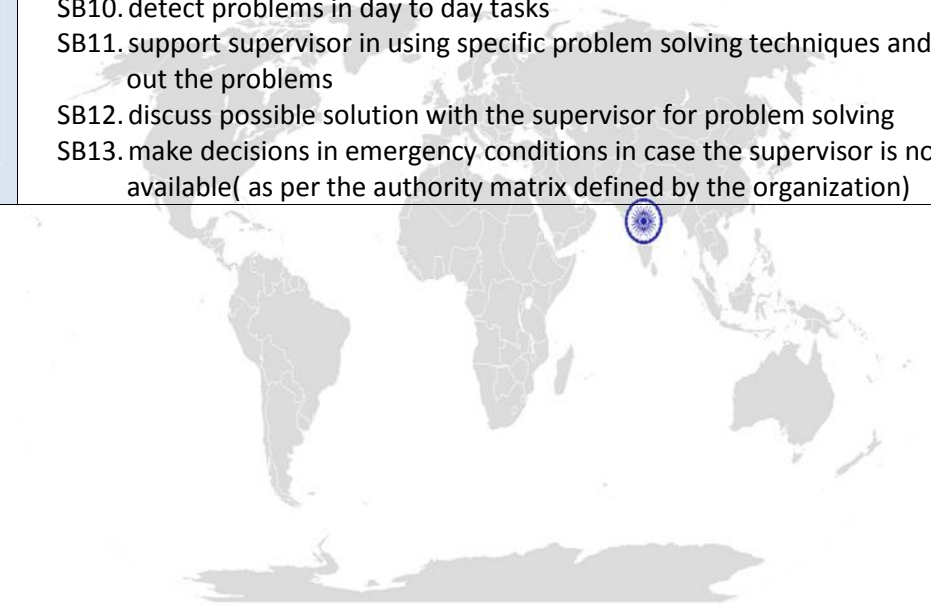 SB10. detect problems in day to day tasks
SB11. support supervisor in using specific problem solving techniques and
out the problems
SB12. discuss possible solution with the supervisor for problem solving
SB13. make decisions in emergency conditions in case the supervisor is
available( as per the authority matrix defined by the organization)